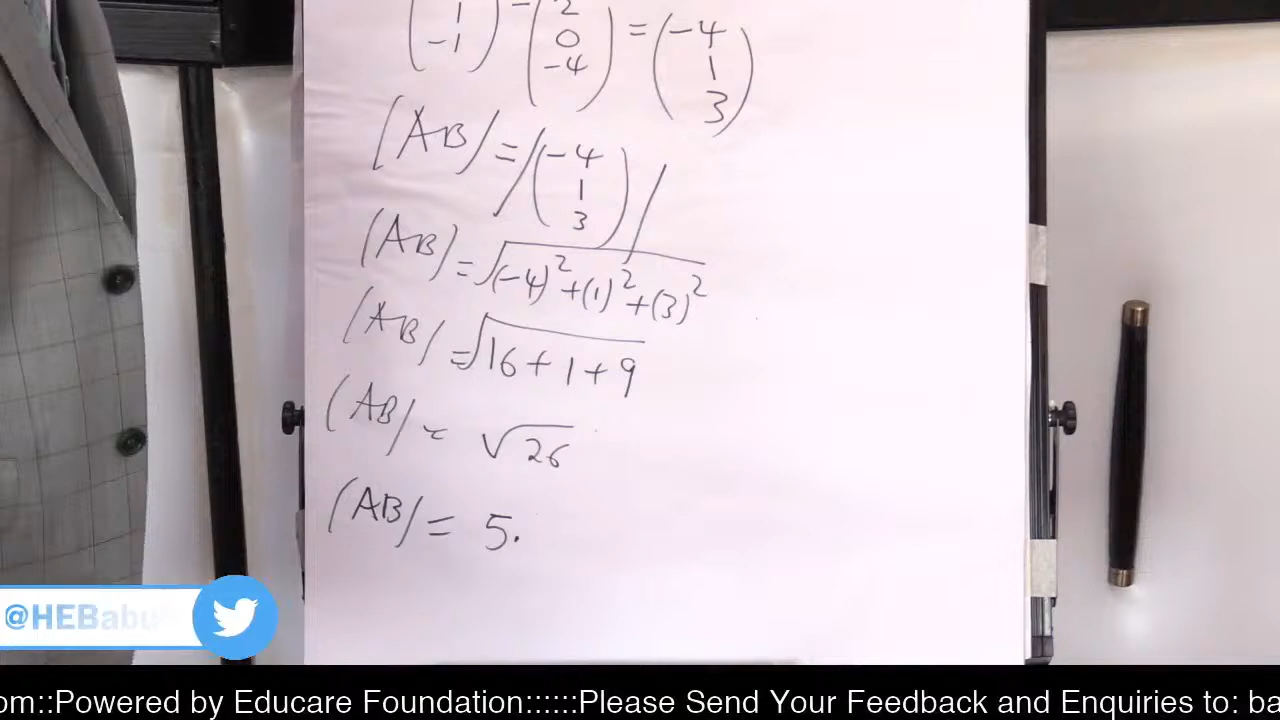 ( 1 -1 ) - ( 2 0 -4 ) = ( -4 1 3 )
|AB| = | ( -4 1 3 ) |
|AB| = √(-4)² + (1)² + (3)²
|AB| = √16 + 1 + 9
|AB| = √26
|AB| = 5.
@HEBabu
om::Powered by Educare Foundation::::::Please Send Your Feedback and Enquiries to: ba